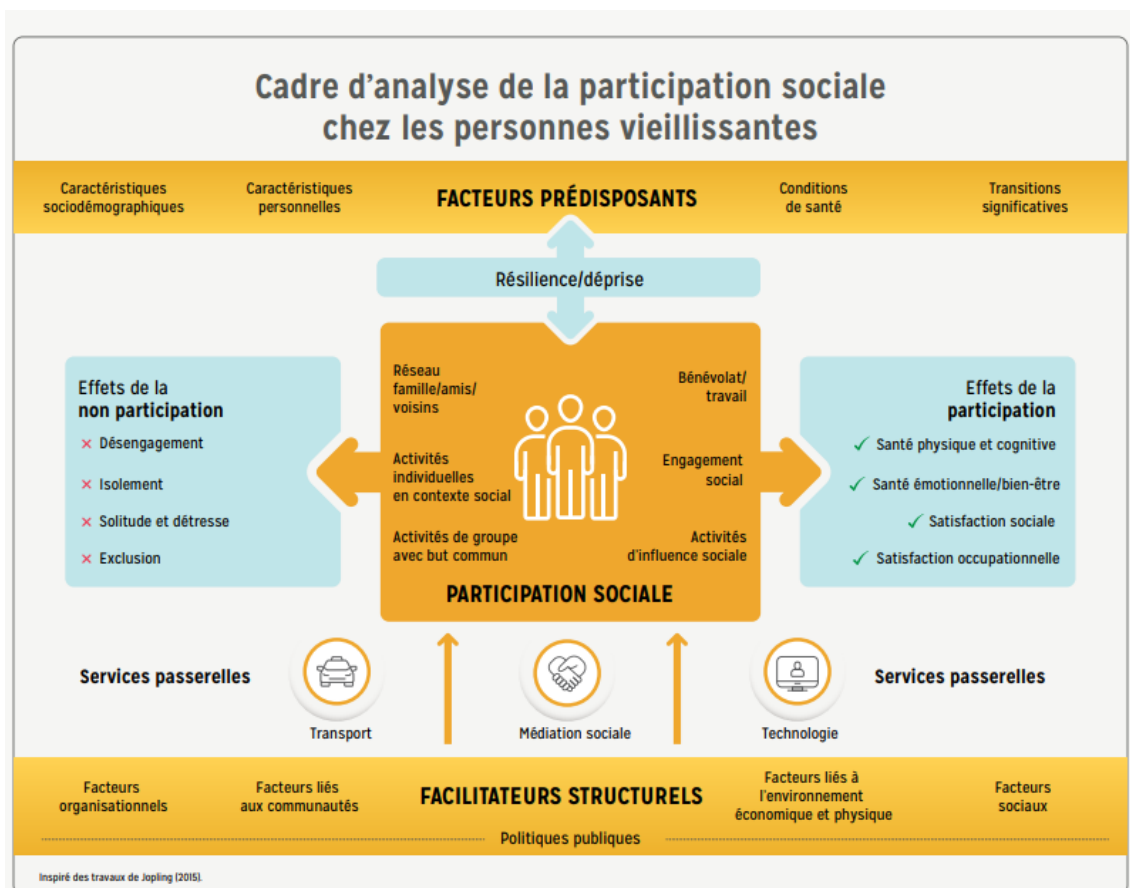 Cadre d'analyse de la participation sociale
chez les personnes vieillissantes
Caractéristiques
sociodémographiques
Caractéristiques
personnelles
FACTEURS PRÉDISPOSANTS
Conditions
de santé
Transitions
significatives
Résilience/déprise
Effets de la
non participation
× Désengagement
× Isolement
× Solitude et détresse
× Exclusion
Réseau
famille/amis/
voisins
Activités
individuelles
en contexte social
Activités de groupe
avec but commun
Bénévolat/
travail
Engagement
social
Activités
d'influence sociale
PARTICIPATION SOCIALE
Effets de la
participation
✓ Santé physique et cognitive
✓ Santé émotionnelle/bien-être
✓ Satisfaction sociale
✓ Satisfaction occupationnelle
Services passerelles
Transport
Médiation sociale
Technologie
Services passerelles
Facteurs
organisationnels
Facteurs liés
aux communautés
FACILITATEURS STRUCTURELS
Facteurs liés à
l'environnement
économique et physique
Facteurs
sociaux
Politiques publiques
Inspiré des travaux de Jopling (2015).